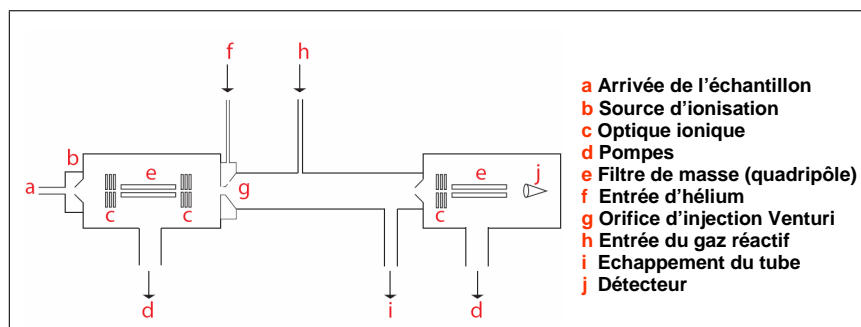 f
h
b
e
e
j
a
g
c
c
c
d
i
d
a Arrivée de l'échantillon
b Source d'ionisation
c Optique ionique
d Pompes
e Filtre de masse (quadripôle)
f Entrée d'hélium
g Orifice d'injection Venturi
h Entrée du gaz réactif
i Echappement du tube
j Détecteur